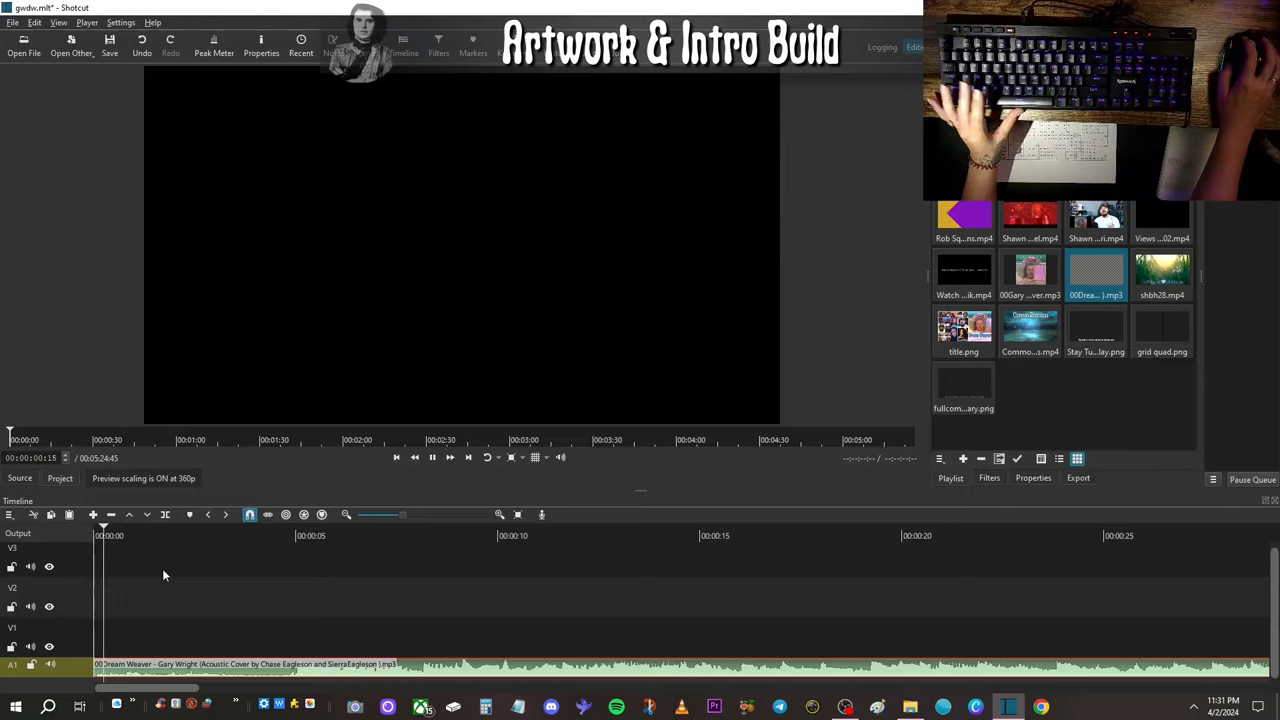 gwdw.mlt* - Shotcut
File Edit View Player Settings Help
Artwork & Intro Build
Open File Open Other... Save Undo Redo Peak Meter Properties Recent Timeline Filters Markers
Logging
Rob Sq...ns.mp4 Shawn ...el.mp4 Shawn ...ri.mp4 Views ...02.mp4
Watch ...ik.mp4 00Gary ...ver.mp3 00Drea... ).mp3 shbh28.mp4
title.png Commo...s.mp4 Stay Tu...lay.png grid quad.png
fullcom...ary.png
00:00:00 00:00:30 00:01:00 00:01:30 00:02:00 00:02:30 00:03:00 00:03:30 00:04:00 00:04:30 00:05:00
00:00:00:15 / 00:05:24:45 --:--:--:-- / --:--:--:--
Source Project Preview scaling is ON at 360p
Playlist Filters Properties Export Pause Queue
Timeline
Output 00:00:00 00:00:05 00:00:10 00:00:15 00:00:20 00:00:25
V3
V2
V1
A1 00Dream Weaver - Gary Wright (Acoustic Cover by Chase Eagleson and SierraEagleson ).mp3
15
Pr
11:31 PM
4/2/2024